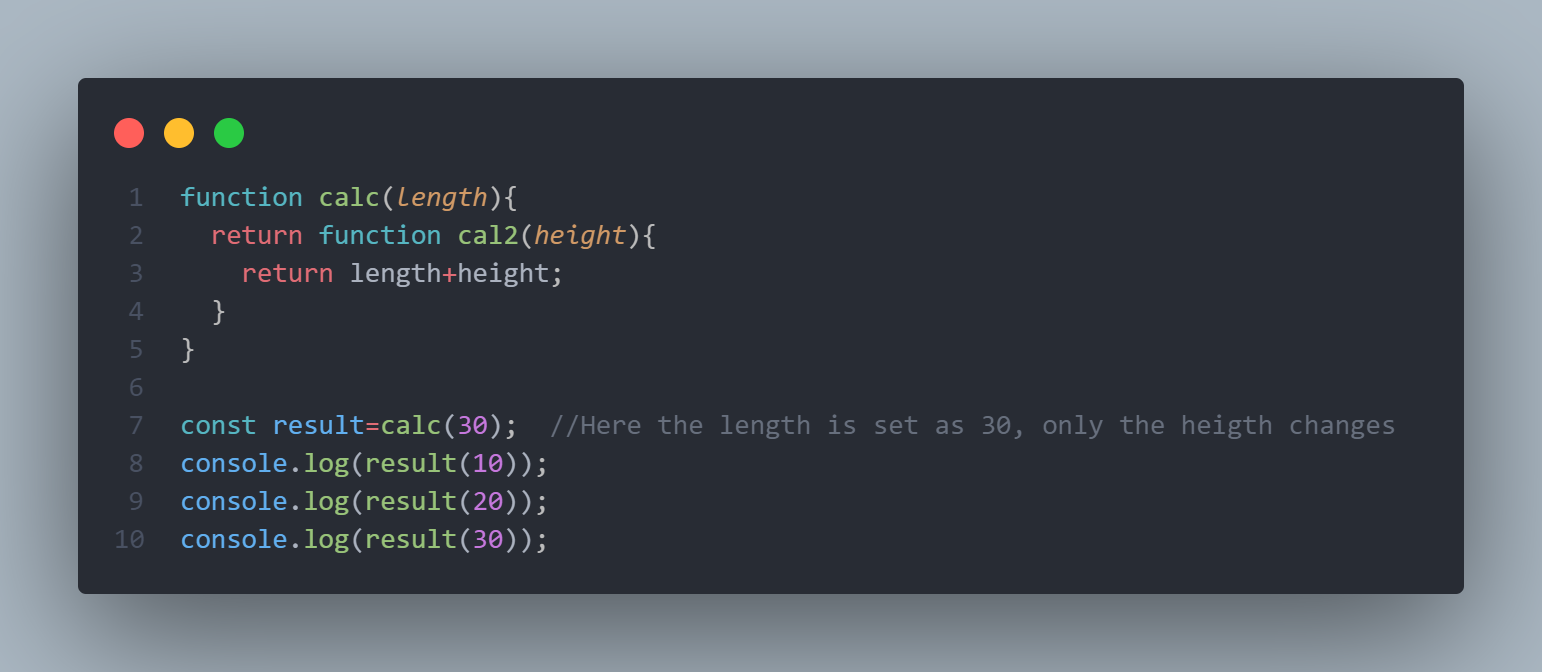 1 function calc(length){
2   return function cal2(height){
3     return length+height;
4   }
5 }
6
7 const result=calc(30);  //Here the length is set as 30, only the heigth changes
8 console.log(result(10));
9 console.log(result(20));
10 console.log(result(30));